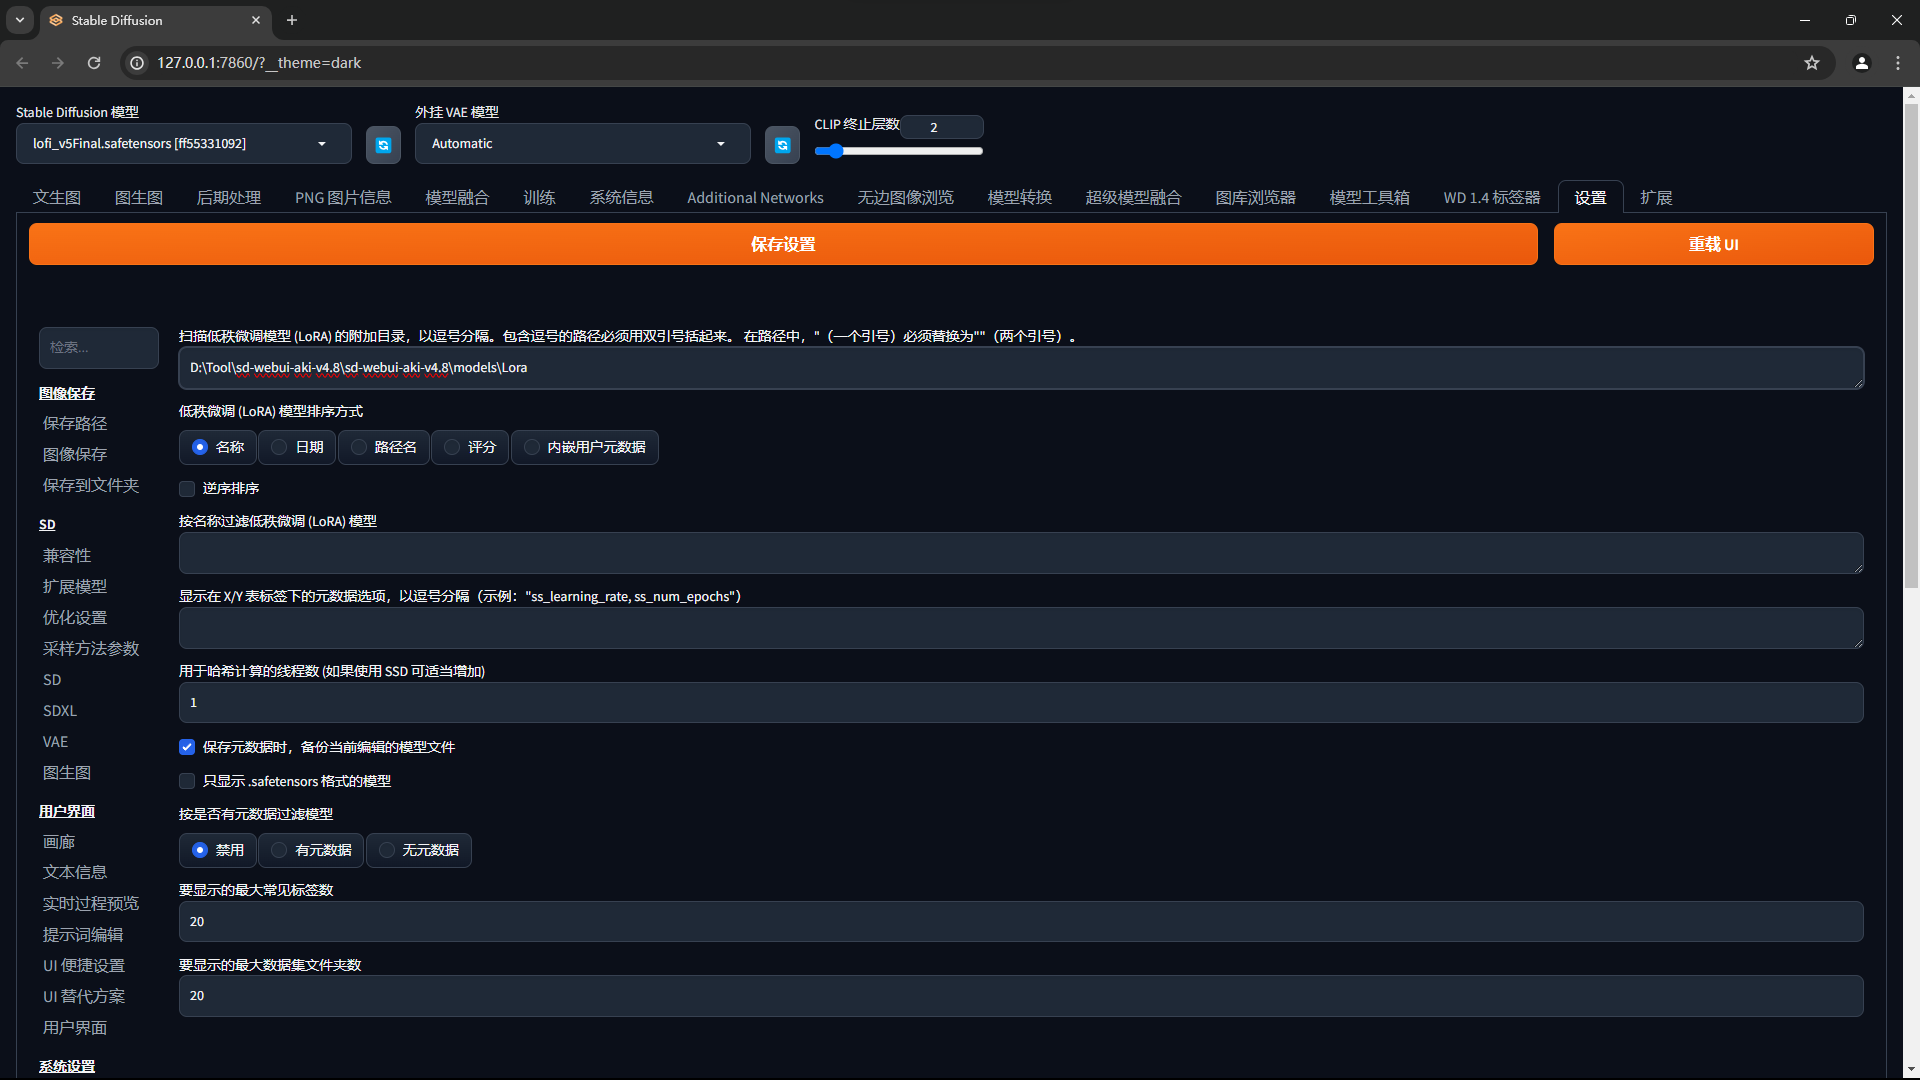 Stable Diffusion
127.0.0.1:7860/?__theme=dark
Stable Diffusion 模型
外挂 VAE 模型
CLIP 终止层数
2
lofi_v5Final.safetensors [ff55331092]
Automatic
文生图
图生图
后期处理
PNG 图片信息
模型融合
训练
系统信息
Additional Networks
无边图像浏览
模型转换
超级模型融合
图库浏览器
模型工具箱
WD 1.4 标签器
设置
扩展
保存设置
重载 UI
检索...
图像保存
保存路径
图像保存
保存到文件夹
SD
兼容性
扩展模型
优化设置
采样方法参数
SD
SDXL
VAE
图生图
用户界面
画廊
文本信息
实时过程预览
提示词编辑
UI 便捷设置
UI 替代方案
用户界面
系统设置
扫描低秩微调模型 (LoRA) 的附加目录，以逗号分隔。包含逗号的路径必须用双引号括起来。 在路径中，"（一个引号）必须替换为""（两个引号）。
D:\Tool\sd-webui-aki-v4.8\sd-webui-aki-v4.8\models\Lora
低秩微调 (LoRA) 模型排序方式
名称
日期
路径名
评分
内嵌用户元数据
逆序排序
按名称过滤低秩微调 (LoRA) 模型
显示在 X/Y 表标签下的元数据选项，以逗号分隔（示例："ss_learning_rate, ss_num_epochs"）
用于哈希计算的线程数 (如果使用 SSD 可适当增加)
1
保存元数据时，备份当前编辑的模型文件
只显示 .safetensors 格式的模型
按是否有元数据过滤模型
禁用
有元数据
无元数据
要显示的最大常见标签数
20
要显示的最大数据集文件夹数
20